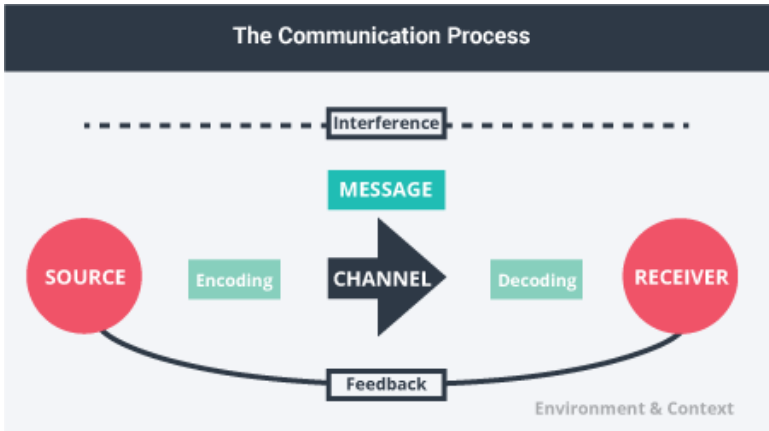 The Communication Process
Interference
MESSAGE
SOURCE
Encoding
CHANNEL
Decoding
RECEIVER
Feedback
Environment & Context